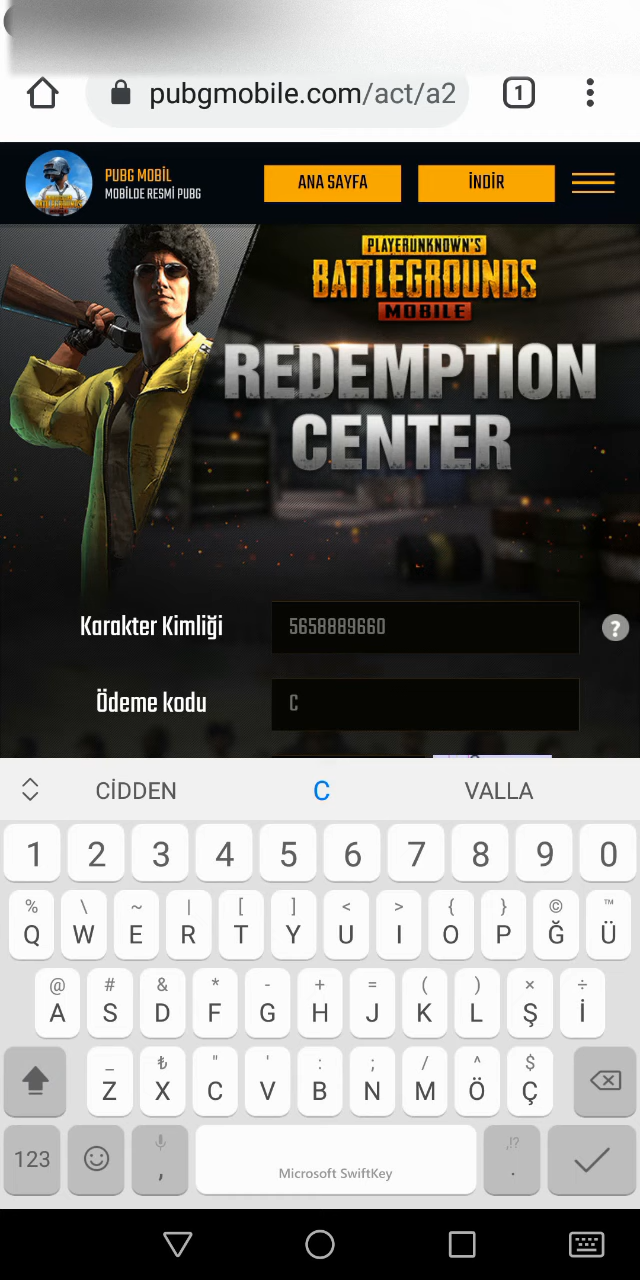 pubgmobile.com/act/a2
1
PUBG MOBİL
MOBİLDE RESMİ PUBG
ANA SAYFA
İNDİR
PLAYERUNKNOWN'S
BATTLEGROUNDS
MOBILE
REDEMPTION
CENTER
Karakter Kimliği
5658889660
?
Ödeme kodu
C
CİDDEN
C
VALLA
1 2 3 4 5 6 7 8 9 0
% \ ~ | [ ] < > { } © ™
Q W E R T Y U I O P Ğ Ü
@ # & * - + = ( ) × ÷
A S D F G H J K L Ş İ
_ ₺ " ' : ; / ^ $
Z X C V B N M Ö Ç
,!?
123 , .
Microsoft SwiftKey